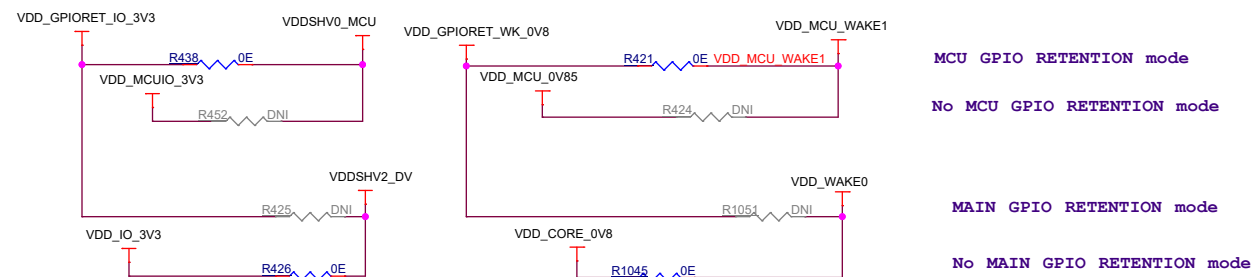 VDD_GPIORET_IO_3V3
VDDSHV0_MCU
VDD_GPIORET_WK_0V8
VDD_MCU_WAKE1
R438 0E
R421 0E VDD_MCU_WAKE1
MCU GPIO RETENTION mode
VDD_MCUIO_3V3
VDD_MCU_0V85
R452 DNI
R424 DNI
No MCU GPIO RETENTION mode
VDDSHV2_DV
VDD_WAKE0
R425 DNI
R1051 DNI
MAIN GPIO RETENTION mode
VDD_IO_3V3
VDD_CORE_0V8
R426 0E
R1045 0E
No MAIN GPIO RETENTION mode